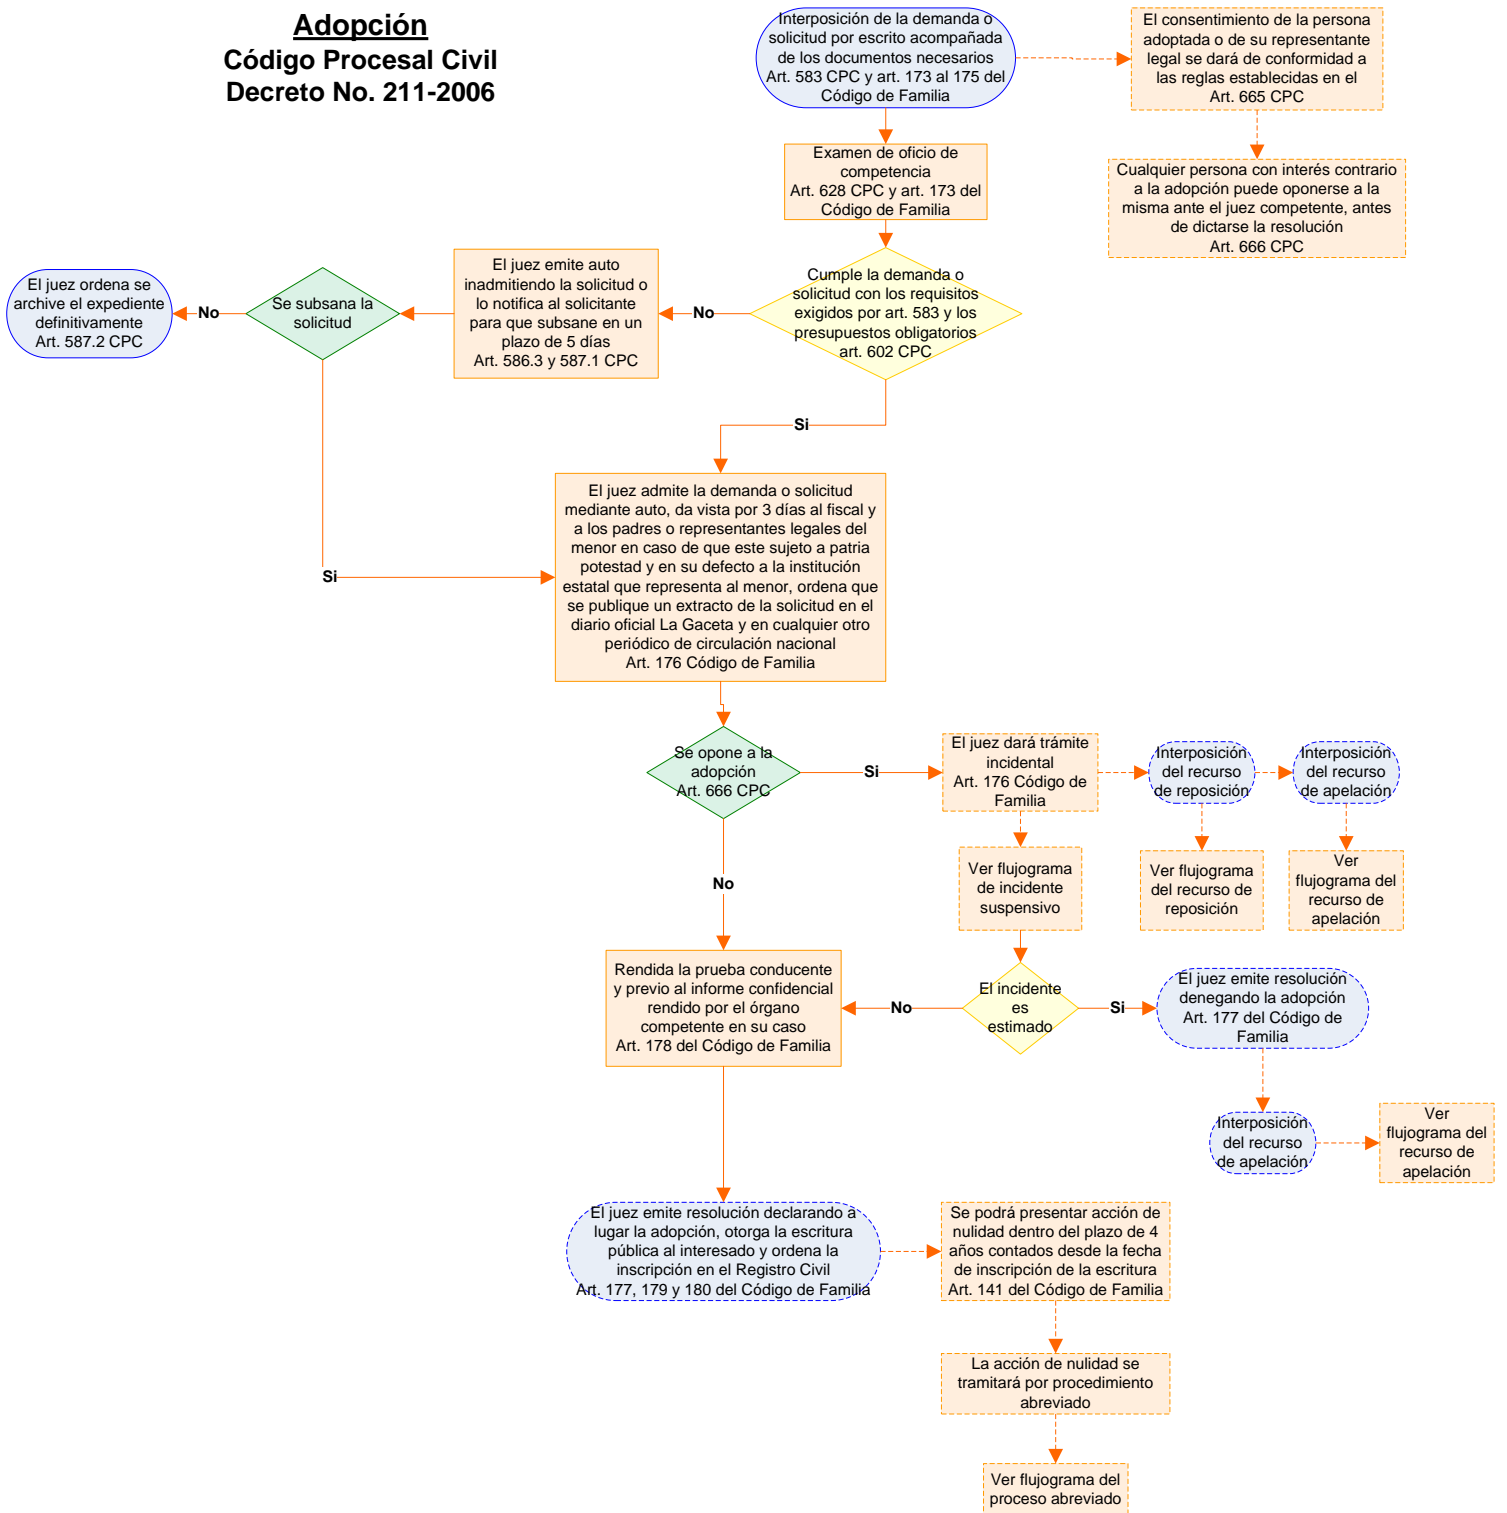 Adopción
Código Procesal Civil
Decreto No. 211-2006
Interposición de la demanda o
solicitud por escrito acompañada
de los documentos necesarios
Art. 583 CPC y art. 173 al 175 del
Código de Familia
El consentimiento de la persona
adoptada o de su representante
legal se dará de conformidad a
las reglas establecidas en el
Art. 665 CPC
Examen de oficio de
competencia
Art. 628 CPC y art. 173 del
Código de Familia
Cualquier persona con interés contrario
a la adopción puede oponerse a la
misma ante el juez competente, antes
de dictarse la resolución
Art. 666 CPC
Cumple la demanda o
solicitud con los requisitos
exigidos por art. 583 y los
presupuestos obligatorios
art. 602 CPC
No
El juez emite auto
inadmitiendo la solicitud o
lo notifica al solicitante
para que subsane en un
plazo de 5 días
Art. 586.3 y 587.1 CPC
Se subsana la
solicitud
No
El juez ordena se
archive el expediente
definitivamente
Art. 587.2 CPC
Si
Si
El juez admite la demanda o solicitud
mediante auto, da vista por 3 días al fiscal y
a los padres o representantes legales del
menor en caso de que este sujeto a patria
potestad y en su defecto a la institución
estatal que representa al menor, ordena que
se publique un extracto de la solicitud en el
diario oficial La Gaceta y en cualquier otro
periódico de circulación nacional
Art. 176 Código de Familia
Se opone a la
adopción
Art. 666 CPC
Si
El juez dará trámite
incidental
Art. 176 Código de
Familia
Interposición
del recurso
de reposición
Interposición
del recurso
de apelación
No
Ver flujograma
de incidente
suspensivo
Ver flujograma
del recurso de
reposición
Ver
flujograma del
recurso de
apelación
Rendida la prueba conducente
y previo al informe confidencial
rendido por el órgano
competente en su caso
Art. 178 del Código de Familia
No
El incidente
es
estimado
Si
El juez emite resolución
denegando la adopción
Art. 177 del Código de
Familia
Interposición
del recurso
de apelación
Ver
flujograma del
recurso de
apelación
El juez emite resolución declarando a
lugar la adopción, otorga la escritura
pública al interesado y ordena la
inscripción en el Registro Civil
Art. 177, 179 y 180 del Código de Familia
Se podrá presentar acción de
nulidad dentro del plazo de 4
años contados desde la fecha
de inscripción de la escritura
Art. 141 del Código de Familia
La acción de nulidad se
tramitará por procedimiento
abreviado
Ver flujograma del
proceso abreviado